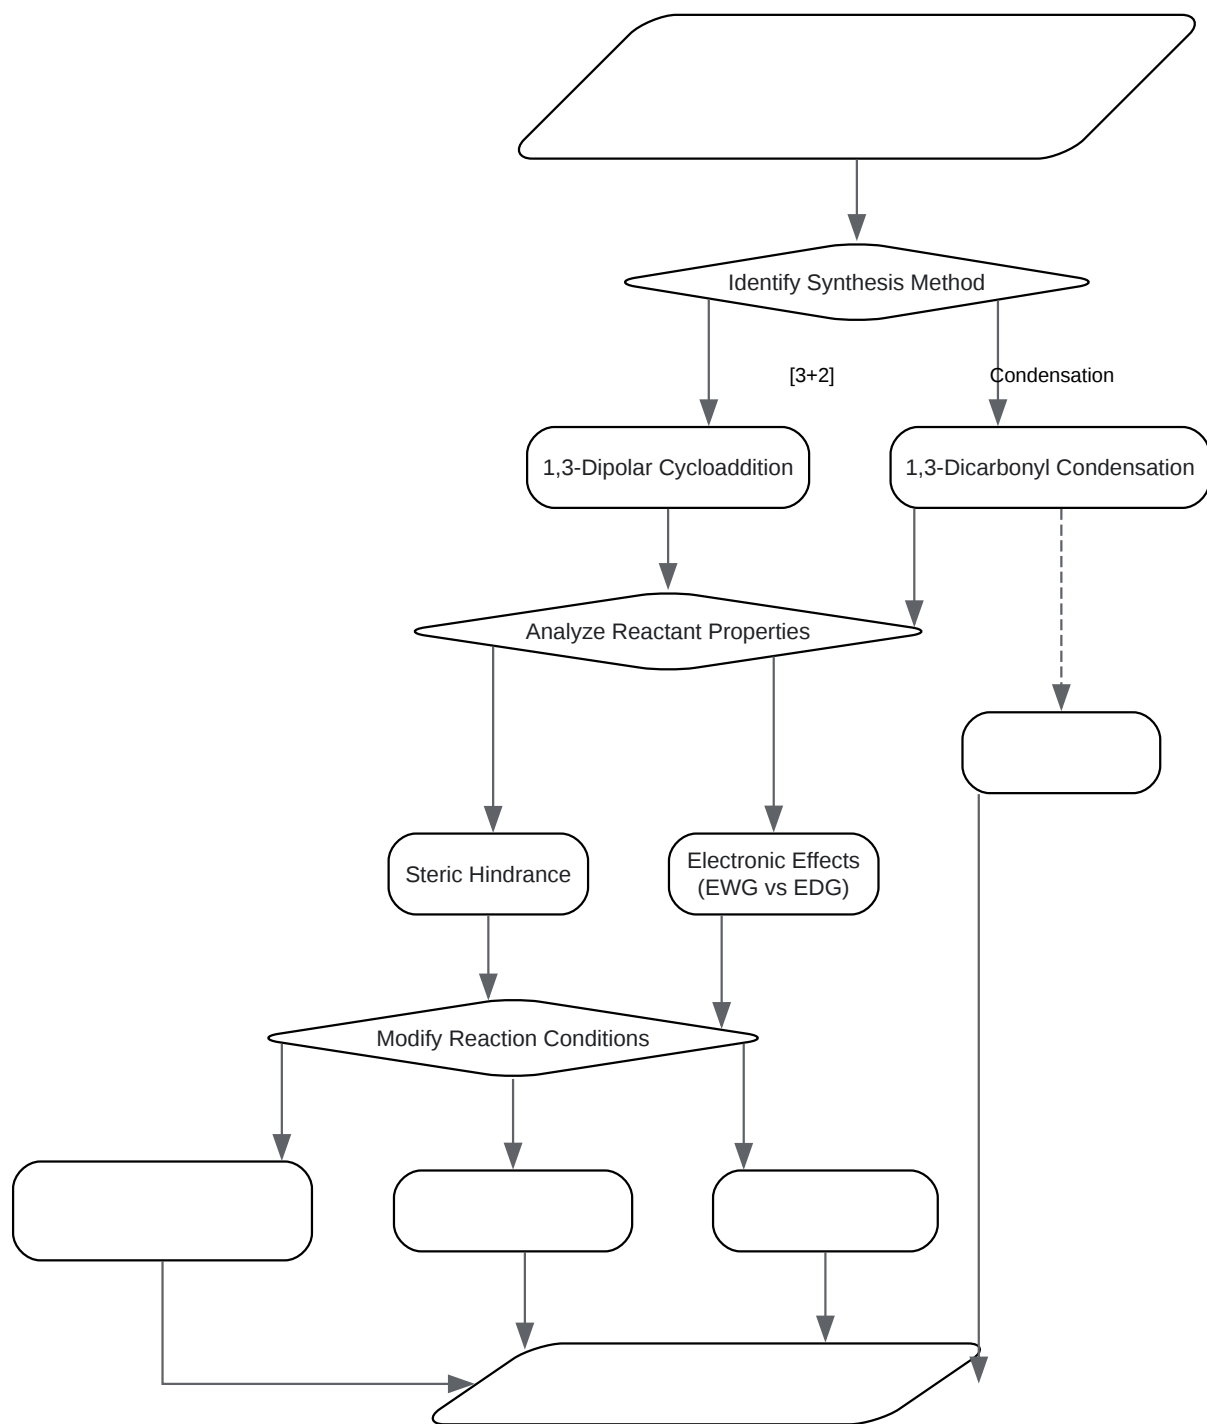 Identify Synthesis Method
[3+2]
Condensation
1,3-Dipolar Cycloaddition
1,3-Dicarbonyl Condensation
Analyze Reactant Properties
Steric Hindrance
Electronic Effects
(EWG vs EDG)
Modify Reaction Conditions